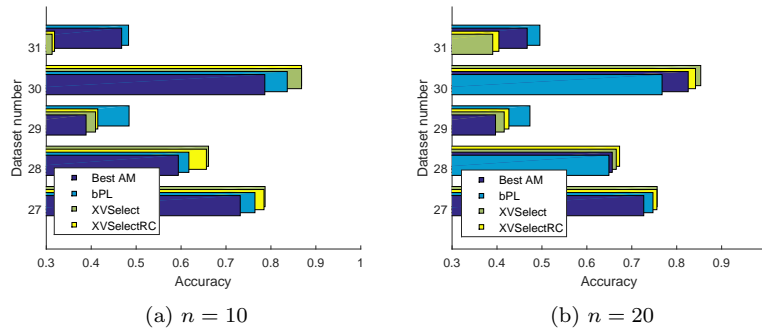 Dataset number
31
30
29
28
27
Best AM
bPL
XVSelect
XVSelectRC
0.3 0.4 0.5 0.6 0.7 0.8 0.9 1
Accuracy
(a) n = 10
Dataset number
31
30
29
28
27
Best AM
bPL
XVSelect
XVSelectRC
0.3 0.4 0.5 0.6 0.7 0.8 0.9
Accuracy
(b) n = 20